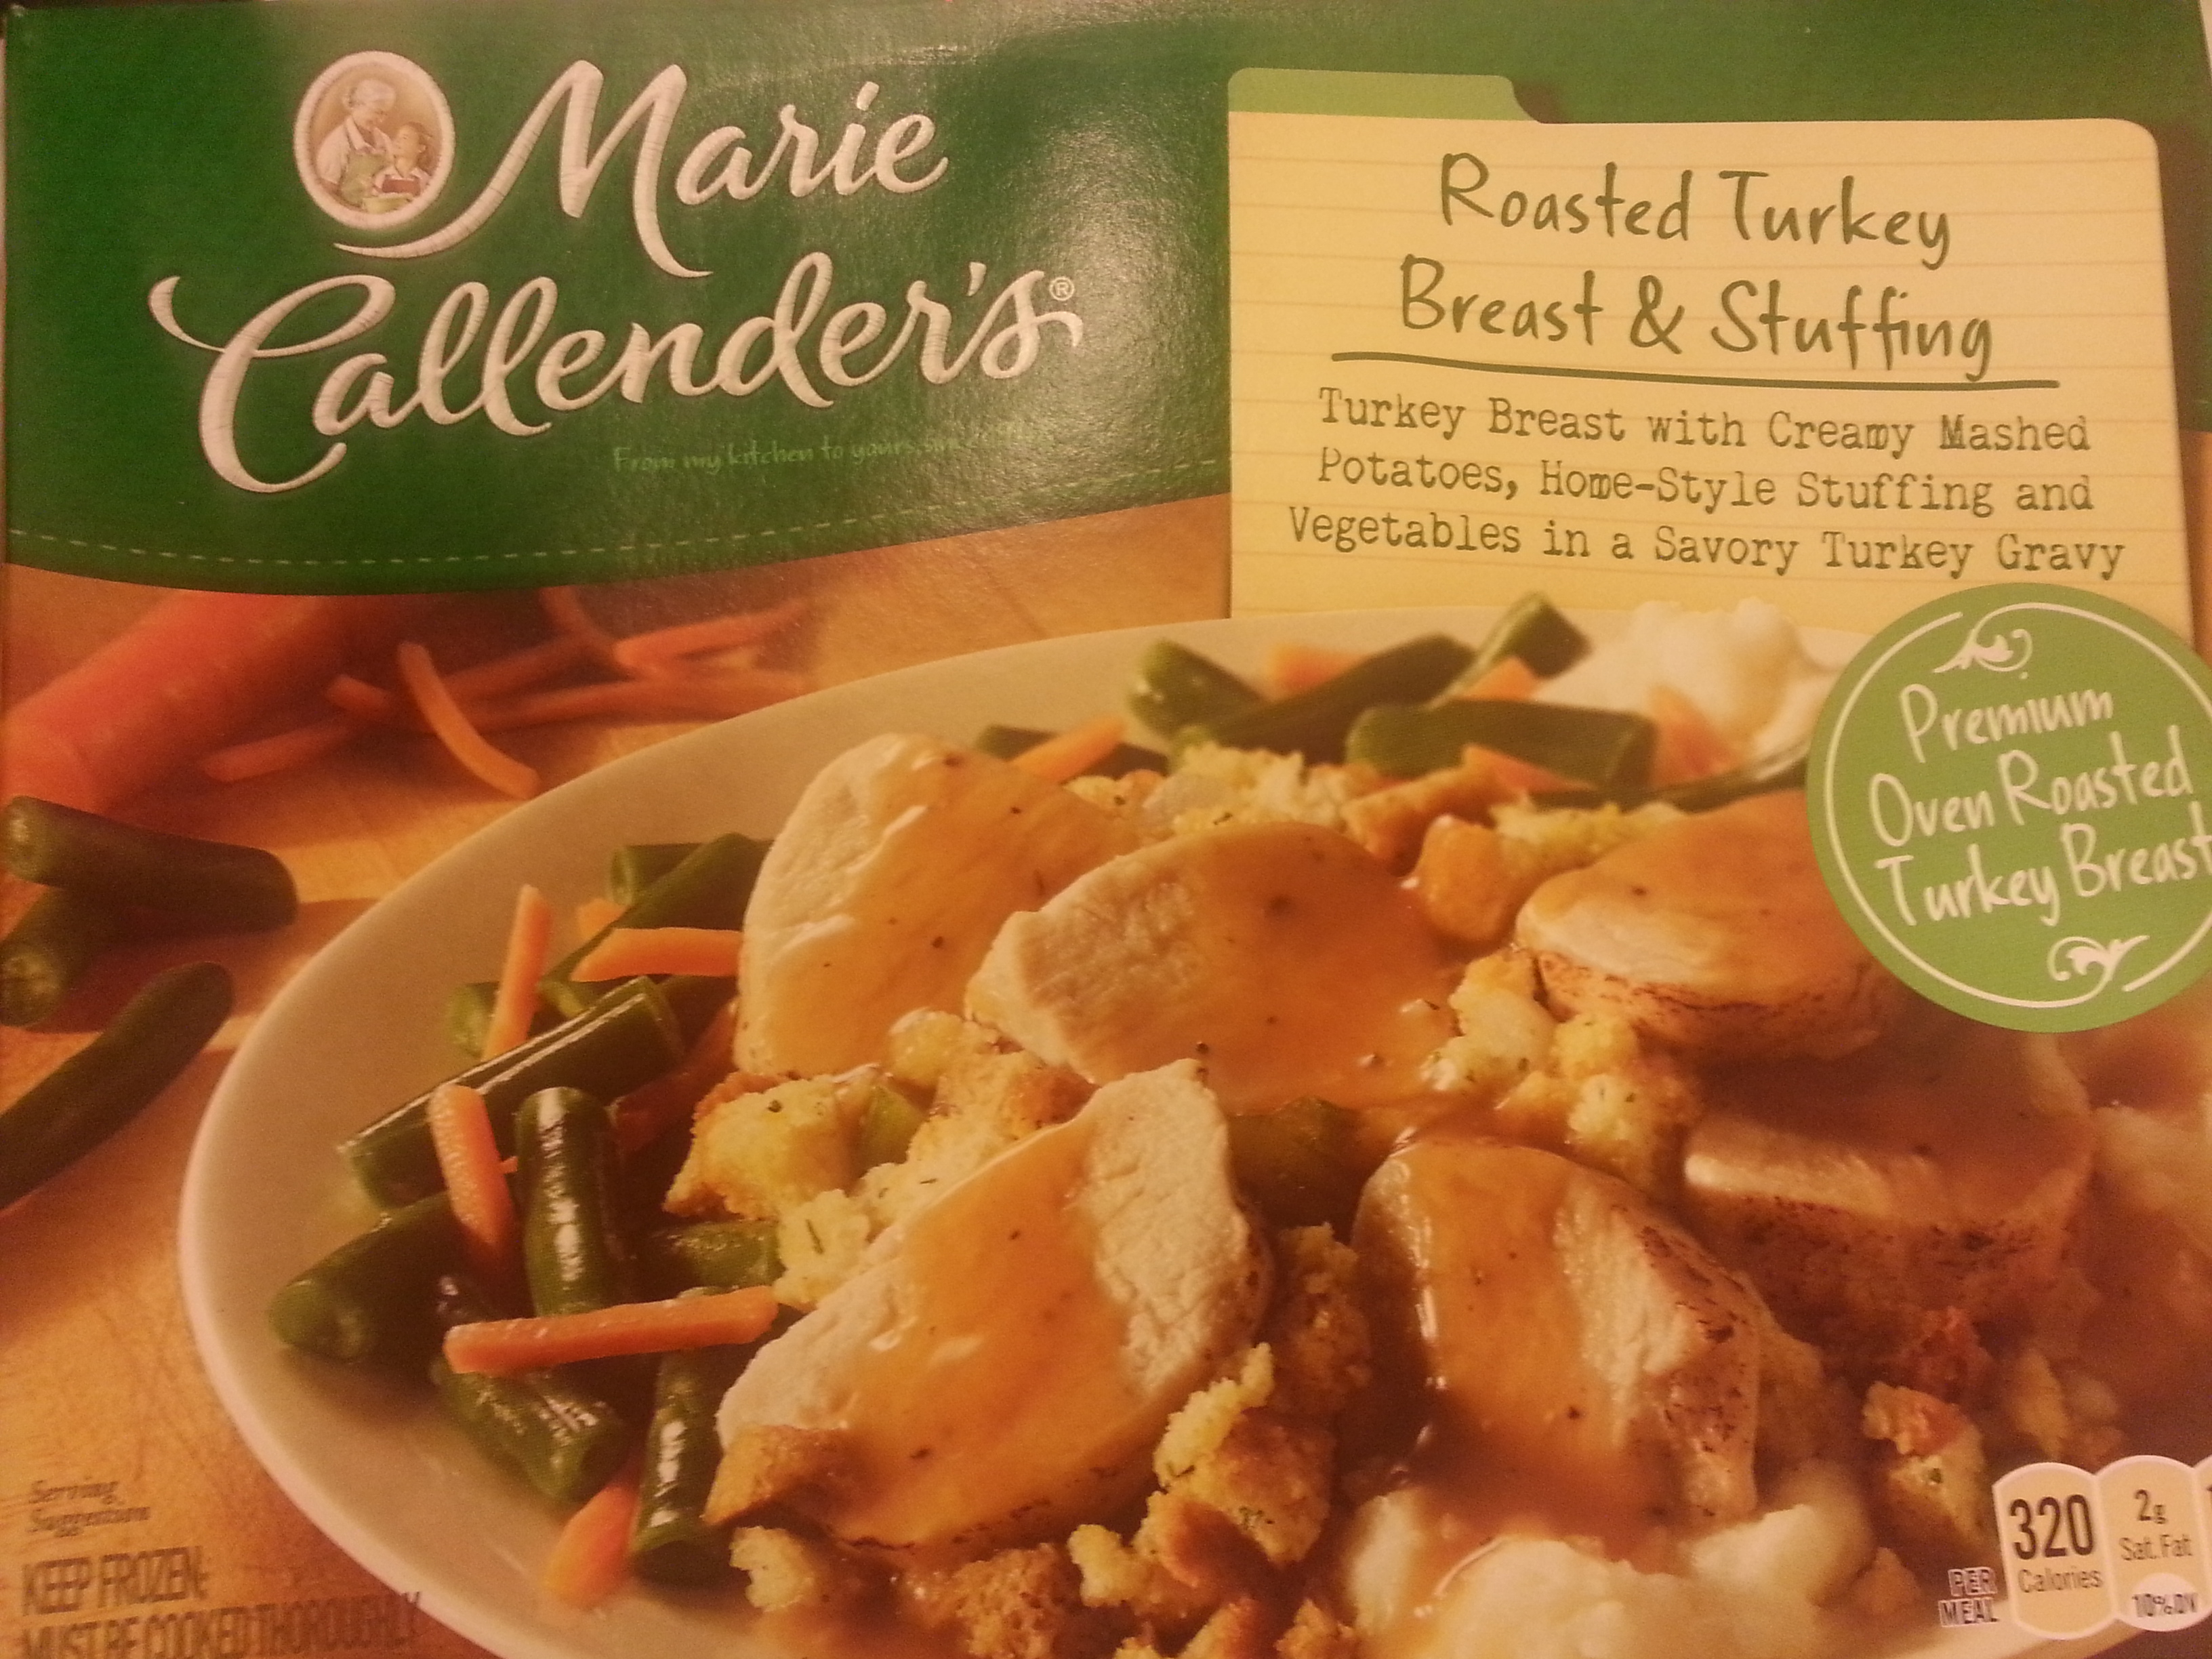 Marie
Callender's®
From my kitchen to yours
Roasted Turkey
Breast & Stuffing
Turkey Breast with Creamy Mashed
Potatoes, Home-Style Stuffing and
Vegetables in a Savory Turkey Gravy
Premium
Oven Roasted
Turkey Breast
Serving
Suggestion
KEEP FROZEN:
MUST BE COOKED THOROUGHLY
PER
MEAL
320
Calories
2g
Sat. Fat
10% DV